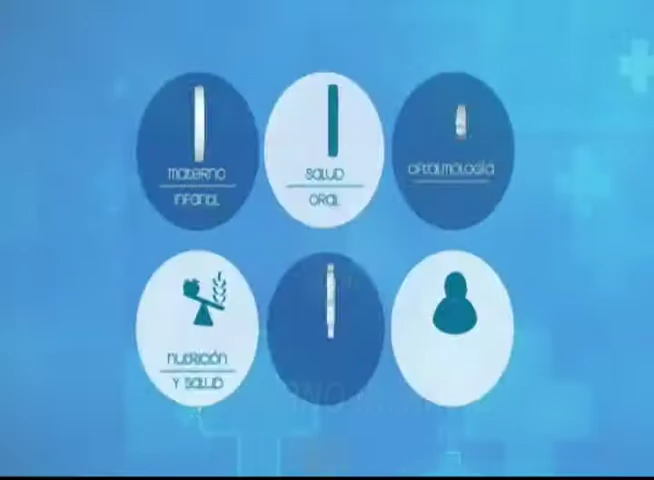 materno
infantil
salud
oral
oftalmología
nutrición
y salud